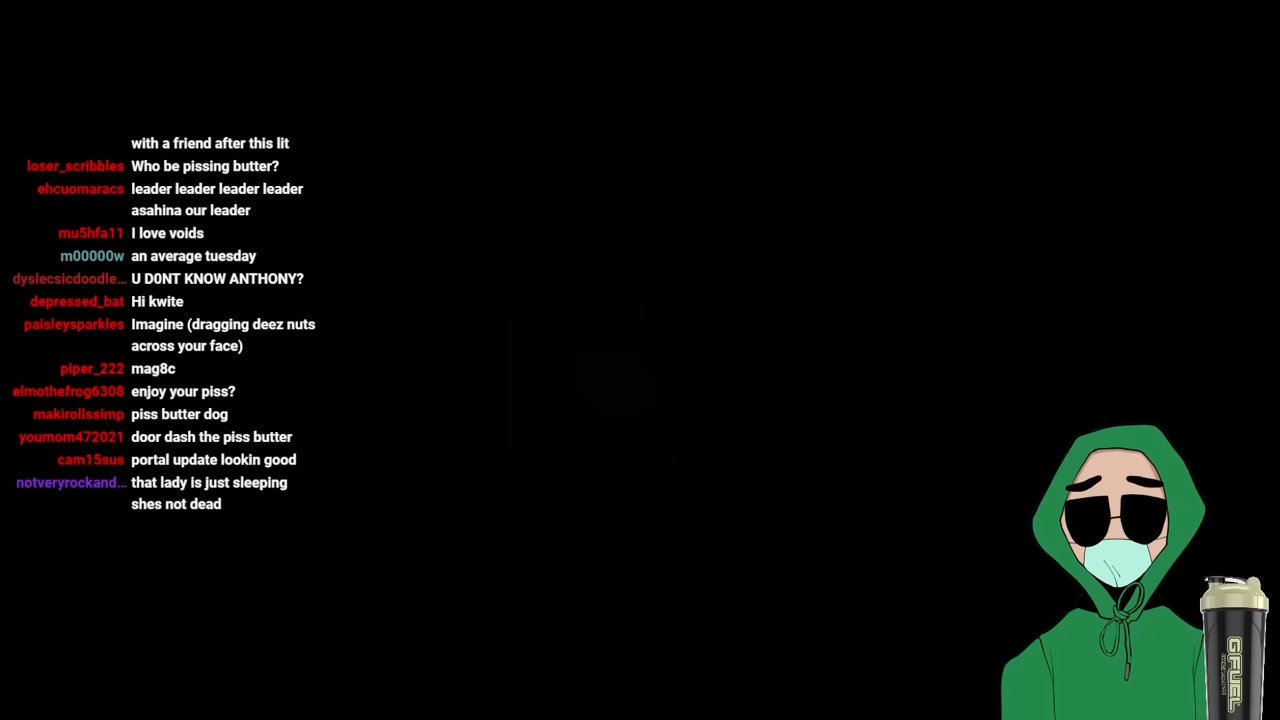 with a friend after this lit
loser_scribbles Who be pissing butter?
ehcuomaracs leader leader leader leader
asahina our leader
mu5hfa11 I love voids
m00000w an average tuesday
dyslecsicdoodle... U D0NT KNOW ANTHONY?
depressed_bat Hi kwite
paisleysparkles Imagine (dragging deez nuts
across your face)
piper_222 mag8c
elmothefrog6308 enjoy your piss?
makirollssimp piss butter dog
youmom472021 door dash the piss butter
cam15sus portal update lookin good
notveryrockand... that lady is just sleeping
shes not dead
GFUEL